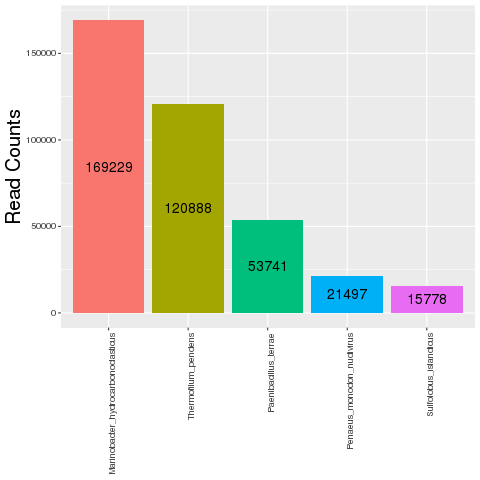 Read Counts
150000
100000
50000
0
169229
120888
53741
21497
15778
Marinobacter_hydrocarbonoclasticus
Thermofilum_pendens
Paenibacillus_terrae
Penaeus_monodon_nudivirus
Sulfolobus_islandicus